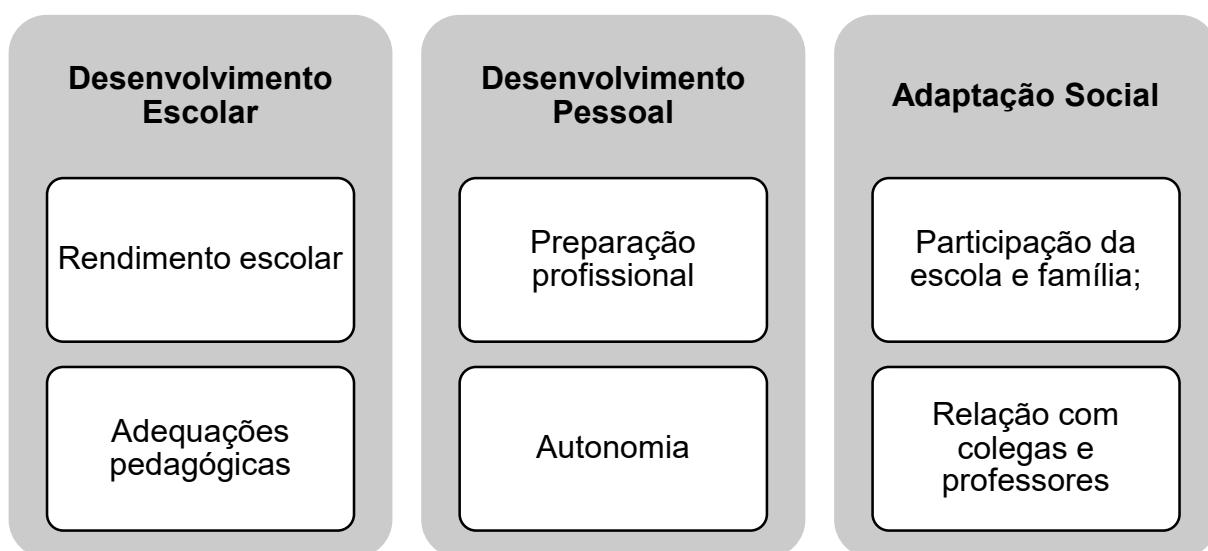 Desenvolvimento
Escolar
Rendimento escolar
Adequações
pedagógicas
Desenvolvimento
Pessoal
Preparação
profissional
Autonomia
Adaptação Social
Participação da
escola e família;
Relação com
colegas e
professores